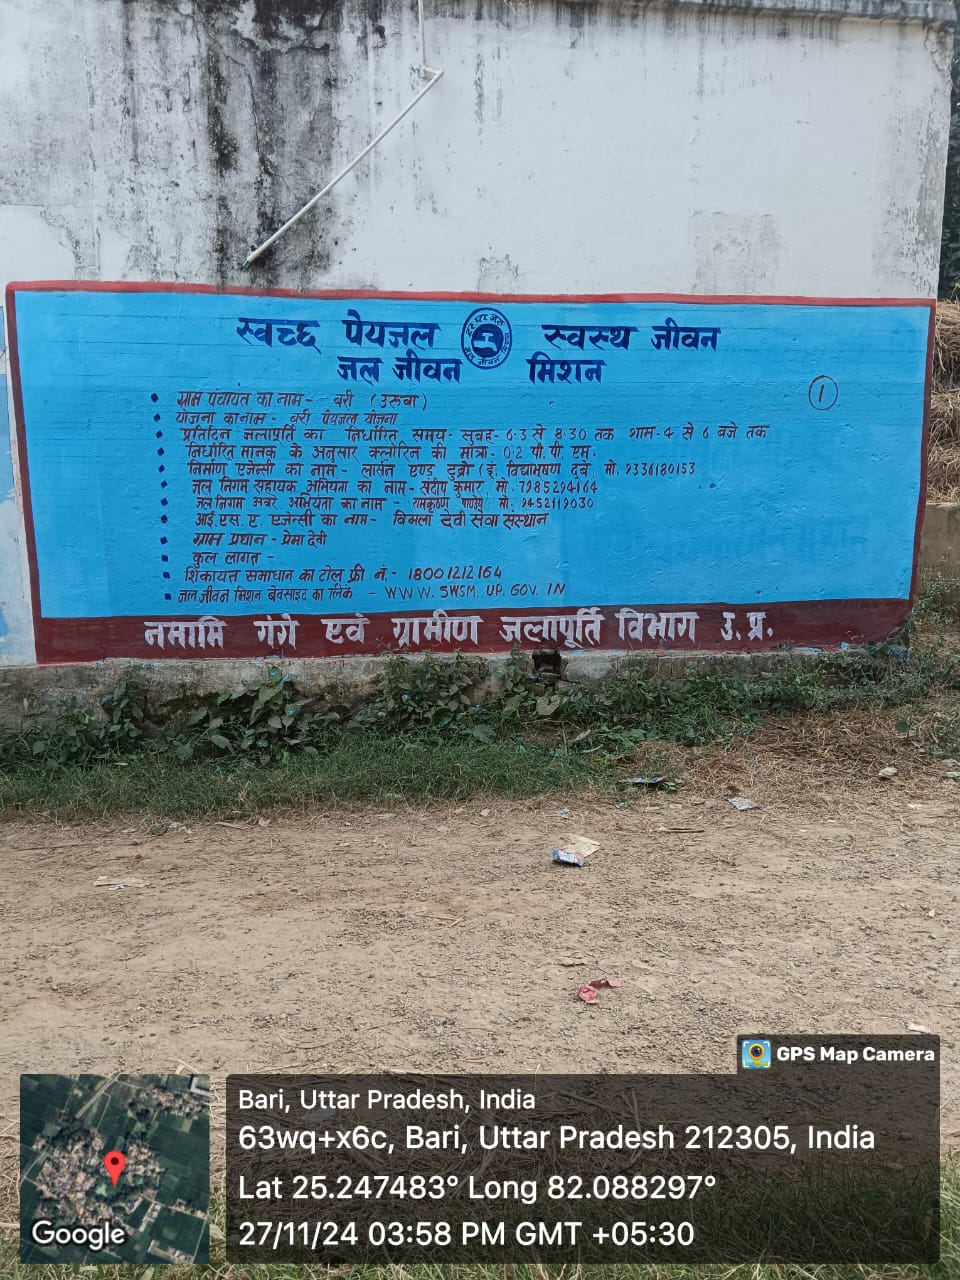 स्वच्छ पेयजल स्वस्थ जीवन
जल जीवन मिशन
1
ग्राम पंचायत का नाम - बरी (उरुवा)
योजना का नाम - बरी पेयजल योजना
प्रतिदिन जलापूर्ति का निर्धारित समय - सुबह - 6.3 से 8:30 तक शाम - 4 से 6 बजे तक
निर्धारित मानक के अनुसार क्लोरिन की मात्रा - 0.2 पी. पी. एम.
निर्माण एजेन्सी का नाम - लार्सन एण्ड टुब्रो (इं. विद्याभूषण दुबे, मो. 9336180153
जल निगम सहायक अभियंता का नाम - संदीप कुमार, मो. 7985294164
जल निगम अवर अभियंता का नाम - रामकृष्ण पाण्डेय मो. 9452119030
आई. एस. ए. एजेन्सी का नाम - विमला देवी सेवा संस्थान
ग्राम प्रधान - प्रेमा देवी
कुल लागत -
शिकायत समाधान का टोल फ्री नं. - 18001212164
जल जीवन मिशन बेवसाइट का लिंक - WWW. SWSM. UP. GOV. IN
नमामि गंगे एवं ग्रामीण जलापूर्ति विभाग उ. प्र.
GPS Map Camera
Bari, Uttar Pradesh, India
63wq+x6c, Bari, Uttar Pradesh 212305, India
Lat 25.247483° Long 82.088297°
27/11/24 03:58 PM GMT +05:30
Google